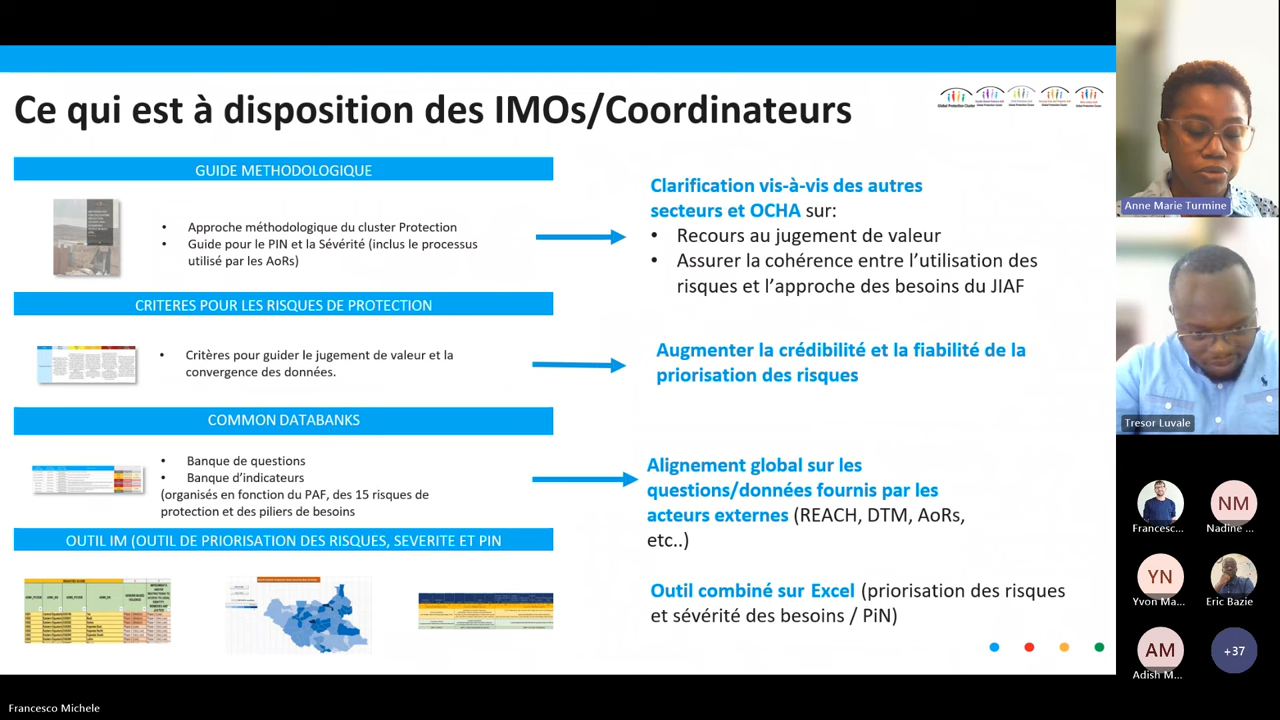 Ce qui est à disposition des IMOs/Coordinateurs
GUIDE METHODOLOGIQUE
• Approche méthodologique du cluster Protection
• Guide pour le PIN et la Sévérité (inclus le processus
utilisé par les AoRs)
CRITERES POUR LES RISQUES DE PROTECTION
• Critères pour guider le jugement de valeur et la
convergence des données.
COMMON DATABANKS
• Banque de questions
• Banque d’indicateurs
(organisés en fonction du PAF, des 15 risques de
protection et des piliers de besoins
OUTIL IM (OUTIL DE PRIORISATION DES RISQUES, SEVERITE ET PIN
Clarification vis-à-vis des autres
secteurs et OCHA sur:
• Recours au jugement de valeur
• Assurer la cohérence entre l’utilisation des
risques et l’approche des besoins du JIAF
Augmenter la crédibilité et la fiabilité de la
priorisation des risques
Alignement global sur les
questions/données fournis par les
acteurs externes (REACH, DTM, AoRs,
etc..)
Outil combiné sur Excel (priorisation des risques
et sévérité des besoins / PiN)
Anne Marie Turmine
Tresor Luvale
Francesc...
NM
Nadine ...
YN
Yvon Ma...
Eric Bazie
AM
Adish M...
+37
Francesco Michele